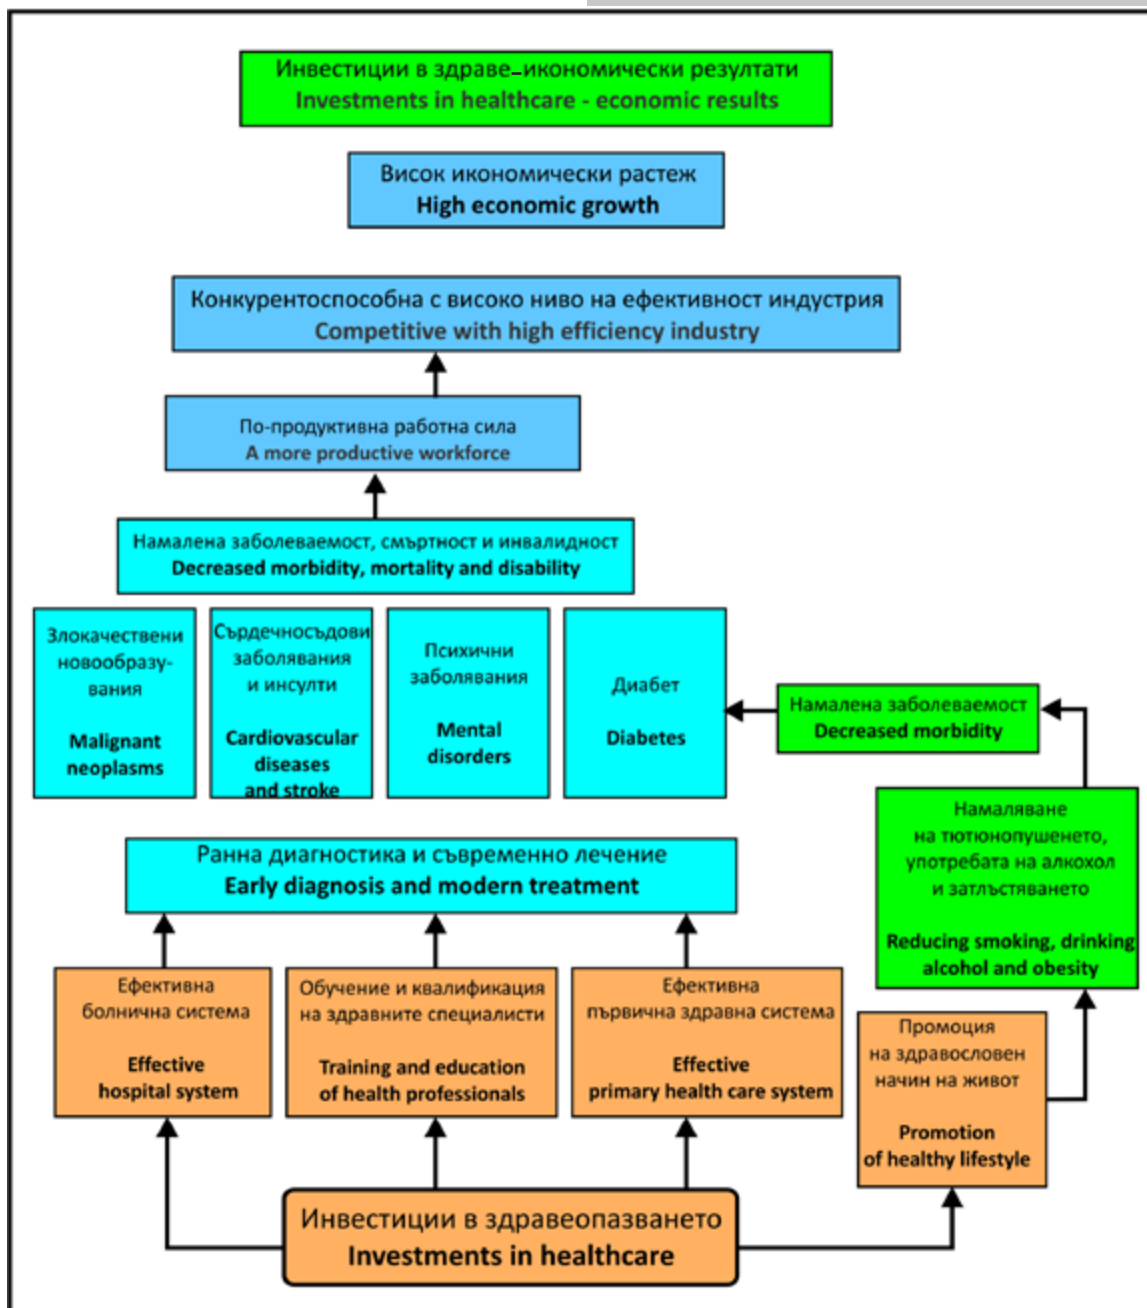 Инвестиции в здраве–икономически резултати
Investments in healthcare - economic results
Висок икономически растеж
High economic growth
Конкурентоспособна с високо ниво на ефективност индустрия
Competitive with high efficiency industry
По-продуктивна работна сила
A more productive workforce
Намалена заболеваемост, смъртност и инвалидност
Decreased morbidity, mortality and disability
Злокачествени
новообразу-
вания
Malignant
neoplasms
Сърдечносъдови
заболявания
и инсулти
Cardiovascular
diseases
and stroke
Психични
заболявания
Mental
disorders
Диабет
Diabetes
Намалена заболеваемост
Decreased morbidity
Намаляване
на тютюнопушенето,
употребата на алкохол
и затлъстяването
Reducing smoking, drinking
alcohol and obesity
Ранна диагностика и съвременно лечение
Early diagnosis and modern treatment
Ефективна
болнична система
Effective
hospital system
Обучение и квалификация
на здравните специалисти
Training and education
of health professionals
Ефективна
първична здравна система
Effective
primary health care system
Промоция
на здравословен
начин на живот
Promotion
of healthy lifestyle
Инвестиции в здравеопазването
Investments in healthcare